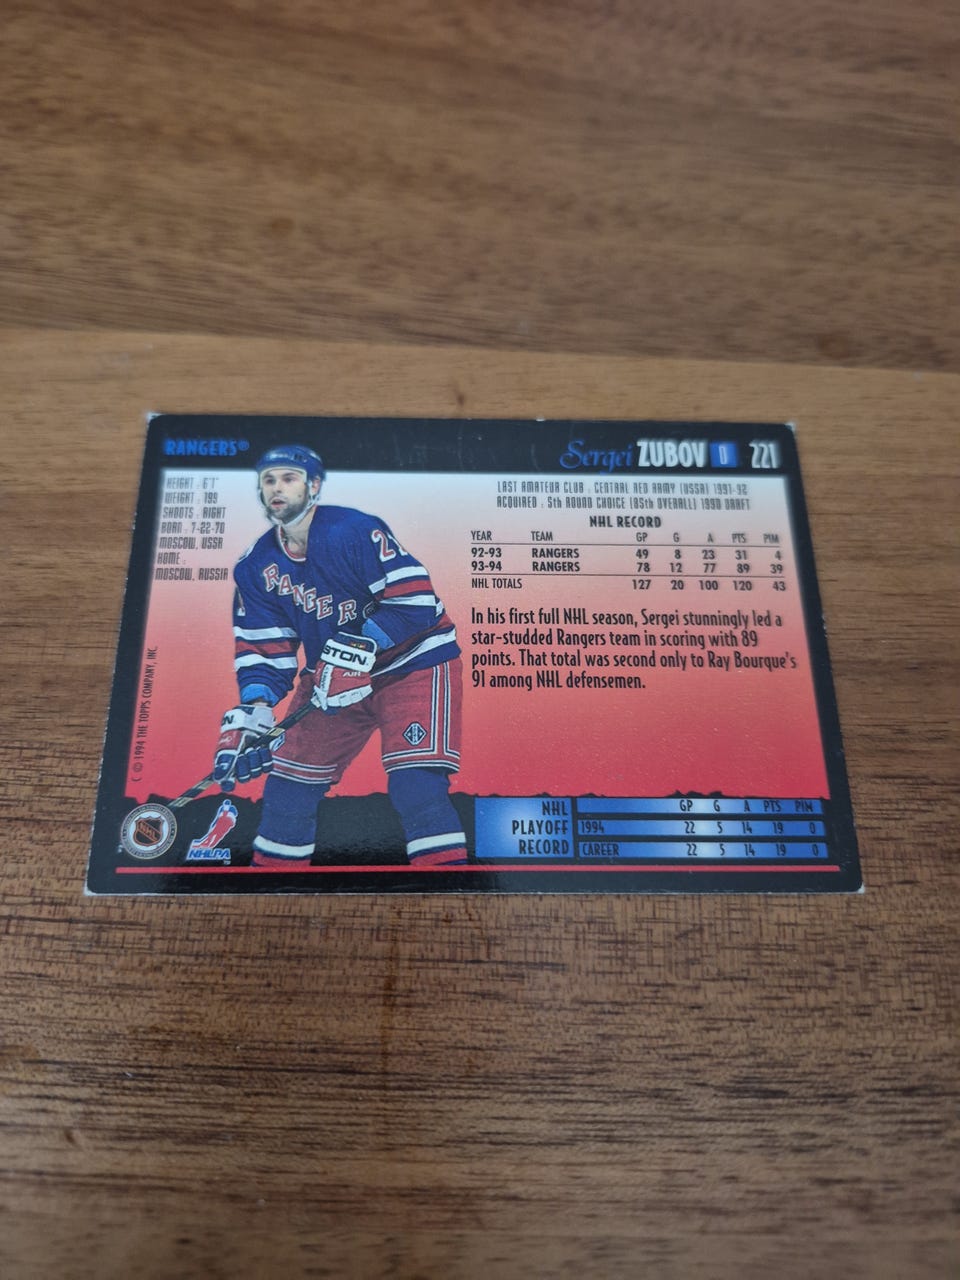 RANGERS®
Sergei ZUBOV D 221
HEIGHT : 6'1"
WEIGHT : 199
SHOOTS : RIGHT
BORN : 7-22-70
MOSCOW, USSR
HOME :
MOSCOW, RUSSIA
LAST AMATEUR CLUB : CENTRAL RED ARMY (USSR) 1991-92
ACQUIRED : 5th ROUND CHOICE (85th OVERALL) 1990 DRAFT
NHL RECORD
YEAR TEAM GP G A PTS PIM
92-93 RANGERS 49 8 23 31 4
93-94 RANGERS 78 12 77 89 39
NHL TOTALS 127 20 100 120 43
In his first full NHL season, Sergei stunningly led a
star-studded Rangers team in scoring with 89
points. That total was second only to Ray Bourque's
91 among NHL defensemen.
RANGERS
2
STON
AIR
N.
© 1994 THE TOPPS COMPANY, INC.
NHL
NHLPA
NHL PLAYOFF RECORD
GP G A PTS PIM
1994 22 5 14 19 0
CAREER 22 5 14 19 0